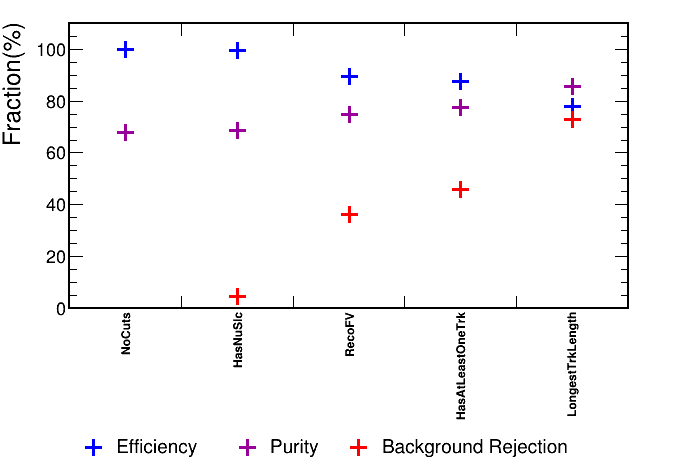 Fraction(%)
100
80
60
40
20
0
NoCuts
HasNuSlc
RecoFV
HasAtLeastOneTrk
LongestTrkLength
Efficiency
Purity
Background Rejection